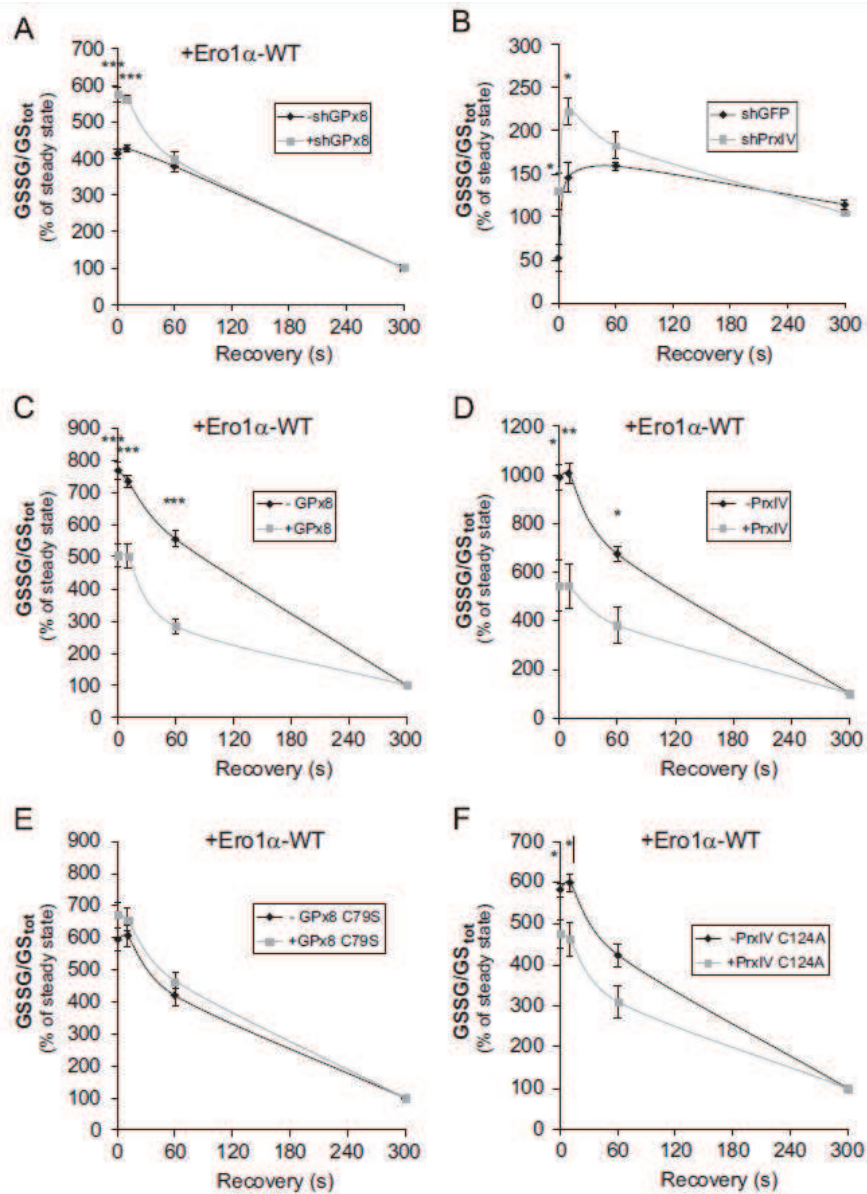 A
+Ero1α-WT
GSSG/GStot
(% of steady state)
700
600
500
400
300
200
100
0
***
***
-shGPx8
+shGPx8
0 60 120 180 240 300
Recovery (s)
B
GSSG/GStot
(% of steady state)
300
250
200
150
100
50
0
*
*
shGFP
shPrxIV
0 60 120 180 240 300
Recovery (s)
C
+Ero1α-WT
GSSG/GStot
(% of steady state)
900
800
700
600
500
400
300
200
100
0
***
***
***
- GPx8
+GPx8
0 60 120 180 240 300
Recovery (s)
D
+Ero1α-WT
GSSG/GStot
(% of steady state)
1200
1000
800
600
400
200
0
*
**
*
-PrxIV
+PrxIV
0 60 120 180 240 300
Recovery (s)
E
+Ero1α-WT
GSSG/GStot
(% of steady state)
900
800
700
600
500
400
300
200
100
0
- GPx8 C79S
+GPx8 C79S
0 60 120 180 240 300
Recovery (s)
F
+Ero1α-WT
GSSG/GStot
(% of steady state)
700
600
500
400
300
200
100
0
*
*
-PrxIV C124A
+PrxIV C124A
0 60 120 180 240 300
Recovery (s)